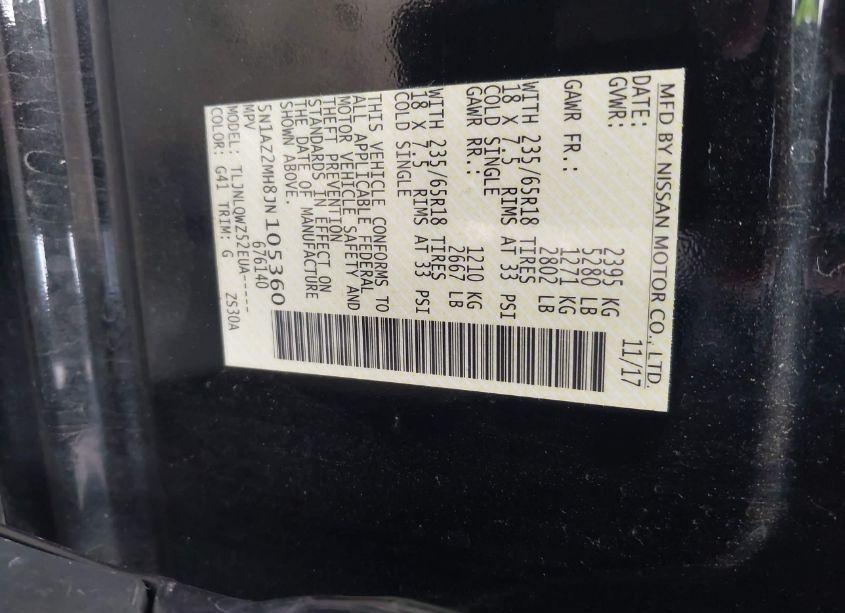 MFD BY NISSAN MOTOR CO., LTD.
DATE: 11/17
GVWR: 2395 KG
5280 LB
GAWR FR.: 1271 KG
2802 LB
WITH 235/65R18 TIRES
18 X 7.5 RIMS AT 33 PSI
COLD SINGLE
GAWR RR.: 1210 KG
2667 LB
WITH 235/65R18 TIRES
18 X 7.5 RIMS AT 33 PSI
COLD SINGLE
THIS VEHICLE CONFORMS TO
ALL APPLICABLE FEDERAL
MOTOR VEHICLE SAFETY AND
THEFT PREVENTION
STANDARDS IN EFFECT ON
THE DATE OF MANUFACTURE
SHOWN ABOVE.
5N1AZ2MH8JN105360
MPV 676140
MODEL: TLJNLQWZ52EUA-----
COLOR: G41 TRIM: G ZS30A